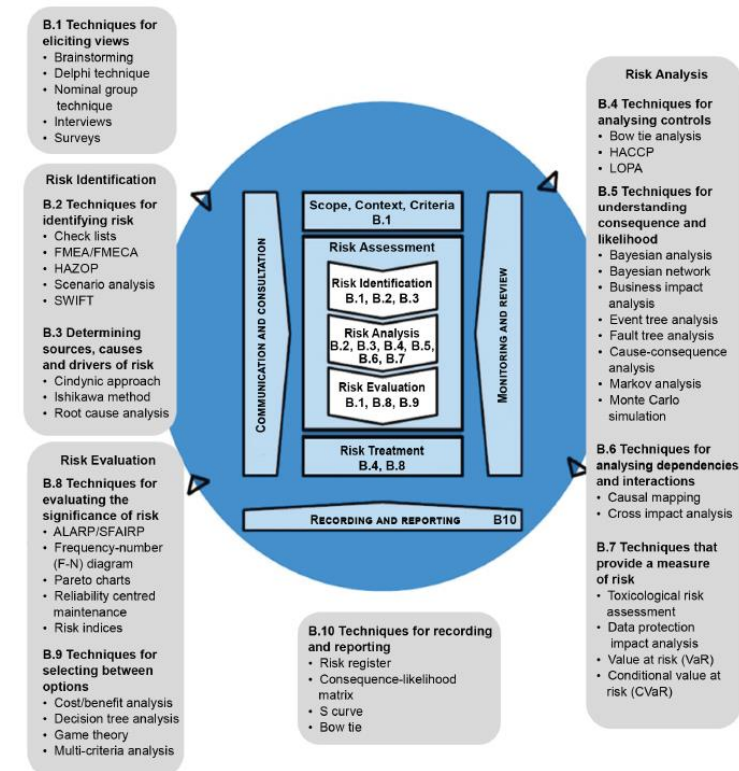 B.1 Techniques for
eliciting views
• Brainstorming
• Delphi technique
• Nominal group
technique
• Interviews
• Surveys
Risk Identification
B.2 Techniques for
identifying risk
• Check lists
• FMEA/FMECA
• HAZOP
• Scenario analysis
• SWIFT
B.3 Determining
sources, causes
and drivers of risk
• Cindynic approach
• Ishikawa method
• Root cause analysis
Risk Evaluation
B.8 Techniques for
evaluating the
significance of risk
• ALARP/SFAIRP
• Frequency-number
(F-N) diagram
• Pareto charts
• Reliability centred
maintenance
• Risk indices
B.9 Techniques for
selecting between
options
• Cost/benefit analysis
• Decision tree analysis
• Game theory
• Multi-criteria analysis
COMMUNICATION AND CONSULTATION
Scope, Context, Criteria
B.1
Risk Assessment
Risk Identification
B.1, B.2, B.3
Risk Analysis
B.2, B.3, B.4, B.5,
B.6, B.7
Risk Evaluation
B.1, B.8, B.9
Risk Treatment
B.4, B.8
MONITORING AND REVIEW
RECORDING AND REPORTING B10
B.10 Techniques for recording
and reporting
• Risk register
• Consequence-likelihood
matrix
• S curve
• Bow tie
Risk Analysis
B.4 Techniques for
analysing controls
• Bow tie analysis
• HACCP
• LOPA
B.5 Techniques for
understanding
consequence and
likelihood
• Bayesian analysis
• Bayesian network
• Business impact
analysis
• Event tree analysis
• Fault tree analysis
• Cause-consequence
analysis
• Markov analysis
• Monte Carlo
simulation
B.6 Techniques for
analysing dependencies
and interactions
• Causal mapping
• Cross impact analysis
B.7 Techniques that
provide a measure
of risk
• Toxicological risk
assessment
• Data protection
impact analysis
• Value at risk (VaR)
• Conditional value at
risk (CVaR)